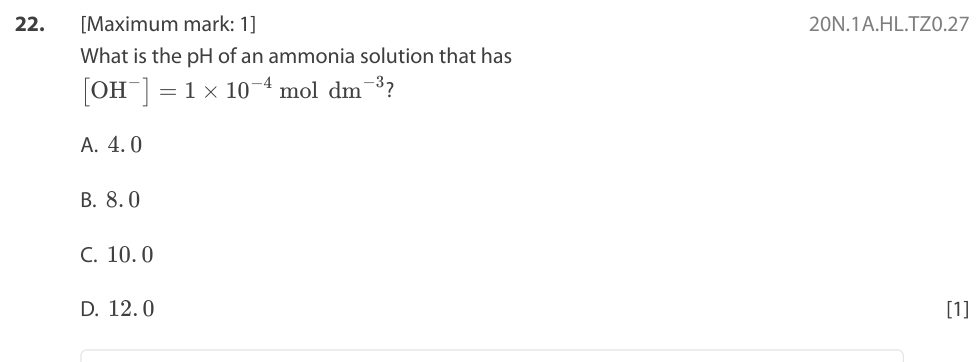 22. [Maximum mark: 1] 20N.1A.HL.TZ0.27
What is the pH of an ammonia solution that has
[OH⁻] = 1 × 10⁻⁴ mol dm⁻³?
A. 4.0
B. 8.0
C. 10.0
D. 12.0 [1]